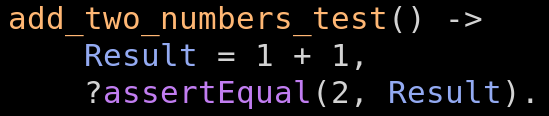 add_two_numbers_test() ->
    Result = 1 + 1,
    ?assertEqual(2, Result).